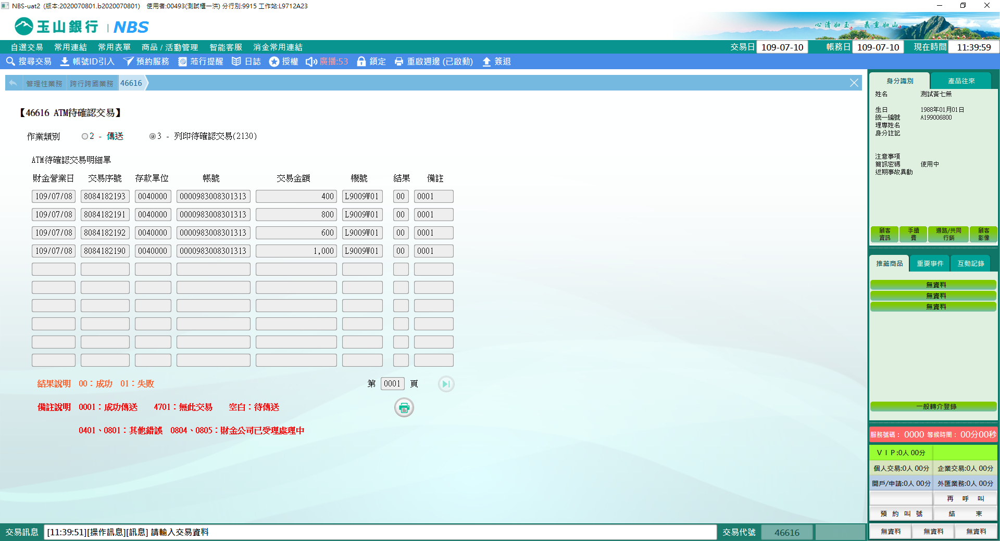 NBS-uat2 (版本:2020070801.b2020070801) 使用者:00493(測試櫃一洪) 分行別:9915 工作站:L9712A23
玉山銀行 | NBS
心清如玉。義重如山。
自選交易 常用連結 常用表單 商品 / 活動管理 智能客服 消金常用連結
交易日 109-07-10 帳務日 109-07-10 現在時間 11:39:59
搜尋交易 帳號ID引入 預約服務 蒞行提醒 日誌 授權 廣播:53 鎖定 重啟週邊 (已啟動) 簽退
管理性業務 跨行跨國業務 46616
【46616 ATM待確認交易】
作業類別 2 - 傳送 3 - 列印待確認交易(2130)
ATM待確認交易明細單
財金營業日 交易序號 存款單位 帳號 交易金額 機號 結果 備註
109/07/08 8084182193 0040000 0000983008301313 400 L9009W01 00 0001
109/07/08 8084182191 0040000 0000983008301313 800 L9009W01 00 0001
109/07/08 8084182192 0040000 0000983008301313 600 L9009W01 00 0001
109/07/08 8084182190 0040000 0000983008301313 1,000 L9009W01 00 0001
結果說明 00：成功 01：失敗
第 0001 頁
備註說明 0001：成功傳送 4701：無此交易 空白：待傳送
0401、0801：其他錯誤 0804、0805：財金公司已受理處理中
身分識別 產品往來
姓名 測試黃七無
生日 1988年01月01日
統一編號 A199006800
理專姓名
身分註記
注意事項
簡訊密碼 使用中
近期事故異動
顧客資訊 手續費 通路/共同行銷 顧客影像
推薦商品 重要事件 互動記錄
無資料
無資料
無資料
一般轉介登錄
服務號碼： 0000 等候時間： 00分00秒
ＶＩＰ:0人 00分
個人交易:0人 00分 企業交易:0人 00分
開戶/申請:0人 00分 外匯業務:0人 00分
再 呼 叫
預 約 叫 號 結 束
無資料 無資料 無資料
交易訊息 [11:39:51][操作訊息][訊息] 請輸入交易資料 交易代號 46616